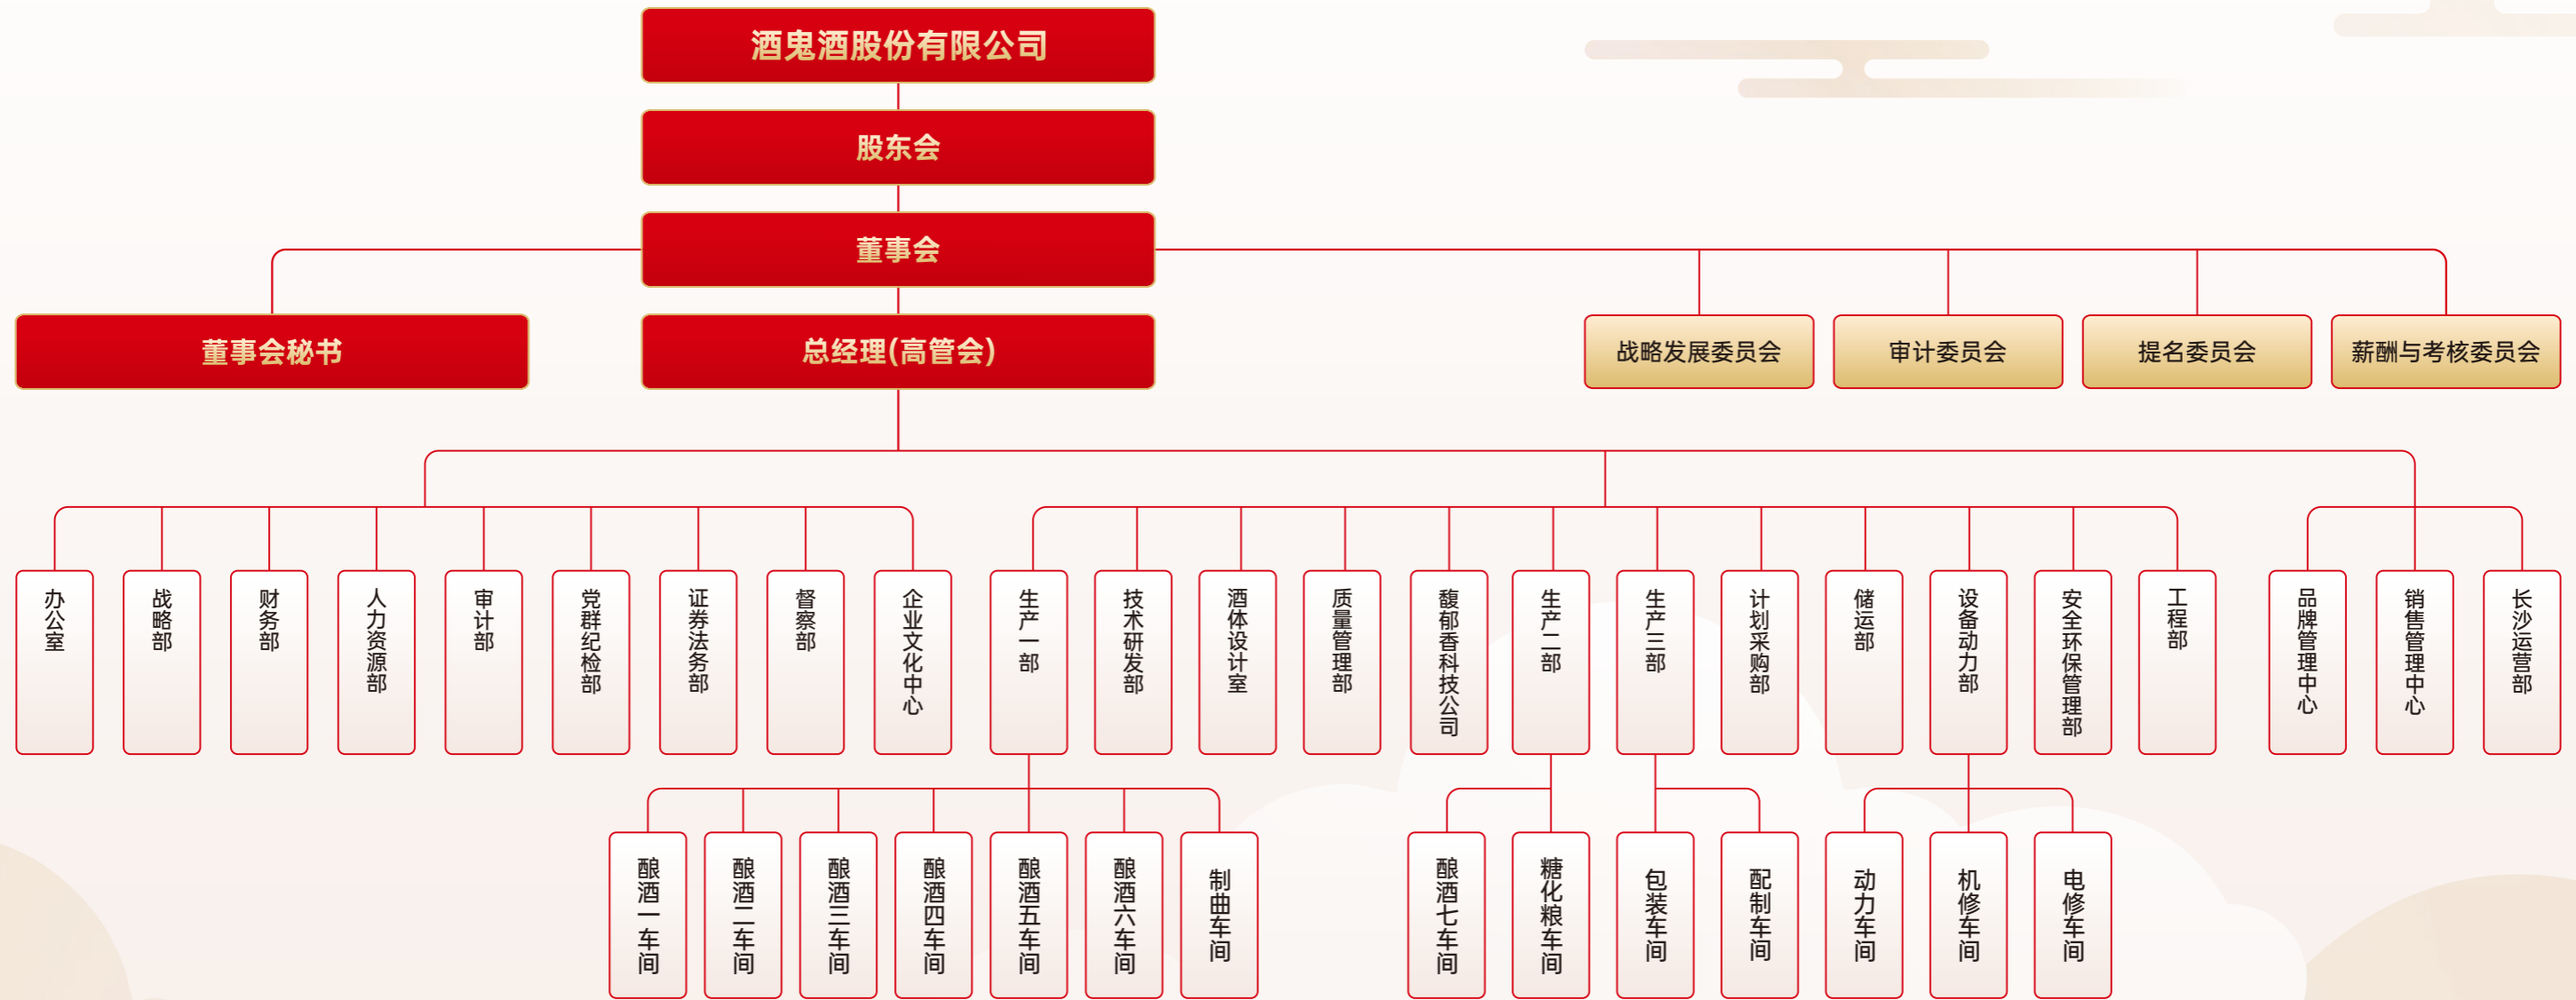 酒鬼酒股份有限公司
股东会
董事会
董事会秘书
总经理(高管会)
战略发展委员会
审计委员会
提名委员会
薪酬与考核委员会
办公室
战略部
财务部
人力资源部
审计部
党群纪检部
证券法务部
督察部
企业文化中心
生产一部
技术研发部
酒体设计室
质量管理部
馥郁香科技公司
生产二部
生产三部
计划采购部
储运部
设备动力部
安全环保管理部
工程部
品牌管理中心
销售管理中心
长沙运营部
酿酒一车间
酿酒二车间
酿酒三车间
酿酒四车间
酿酒五车间
酿酒六车间
制曲车间
酿酒七车间
糖化粮车间
包装车间
配制车间
动力车间
机修车间
电修车间